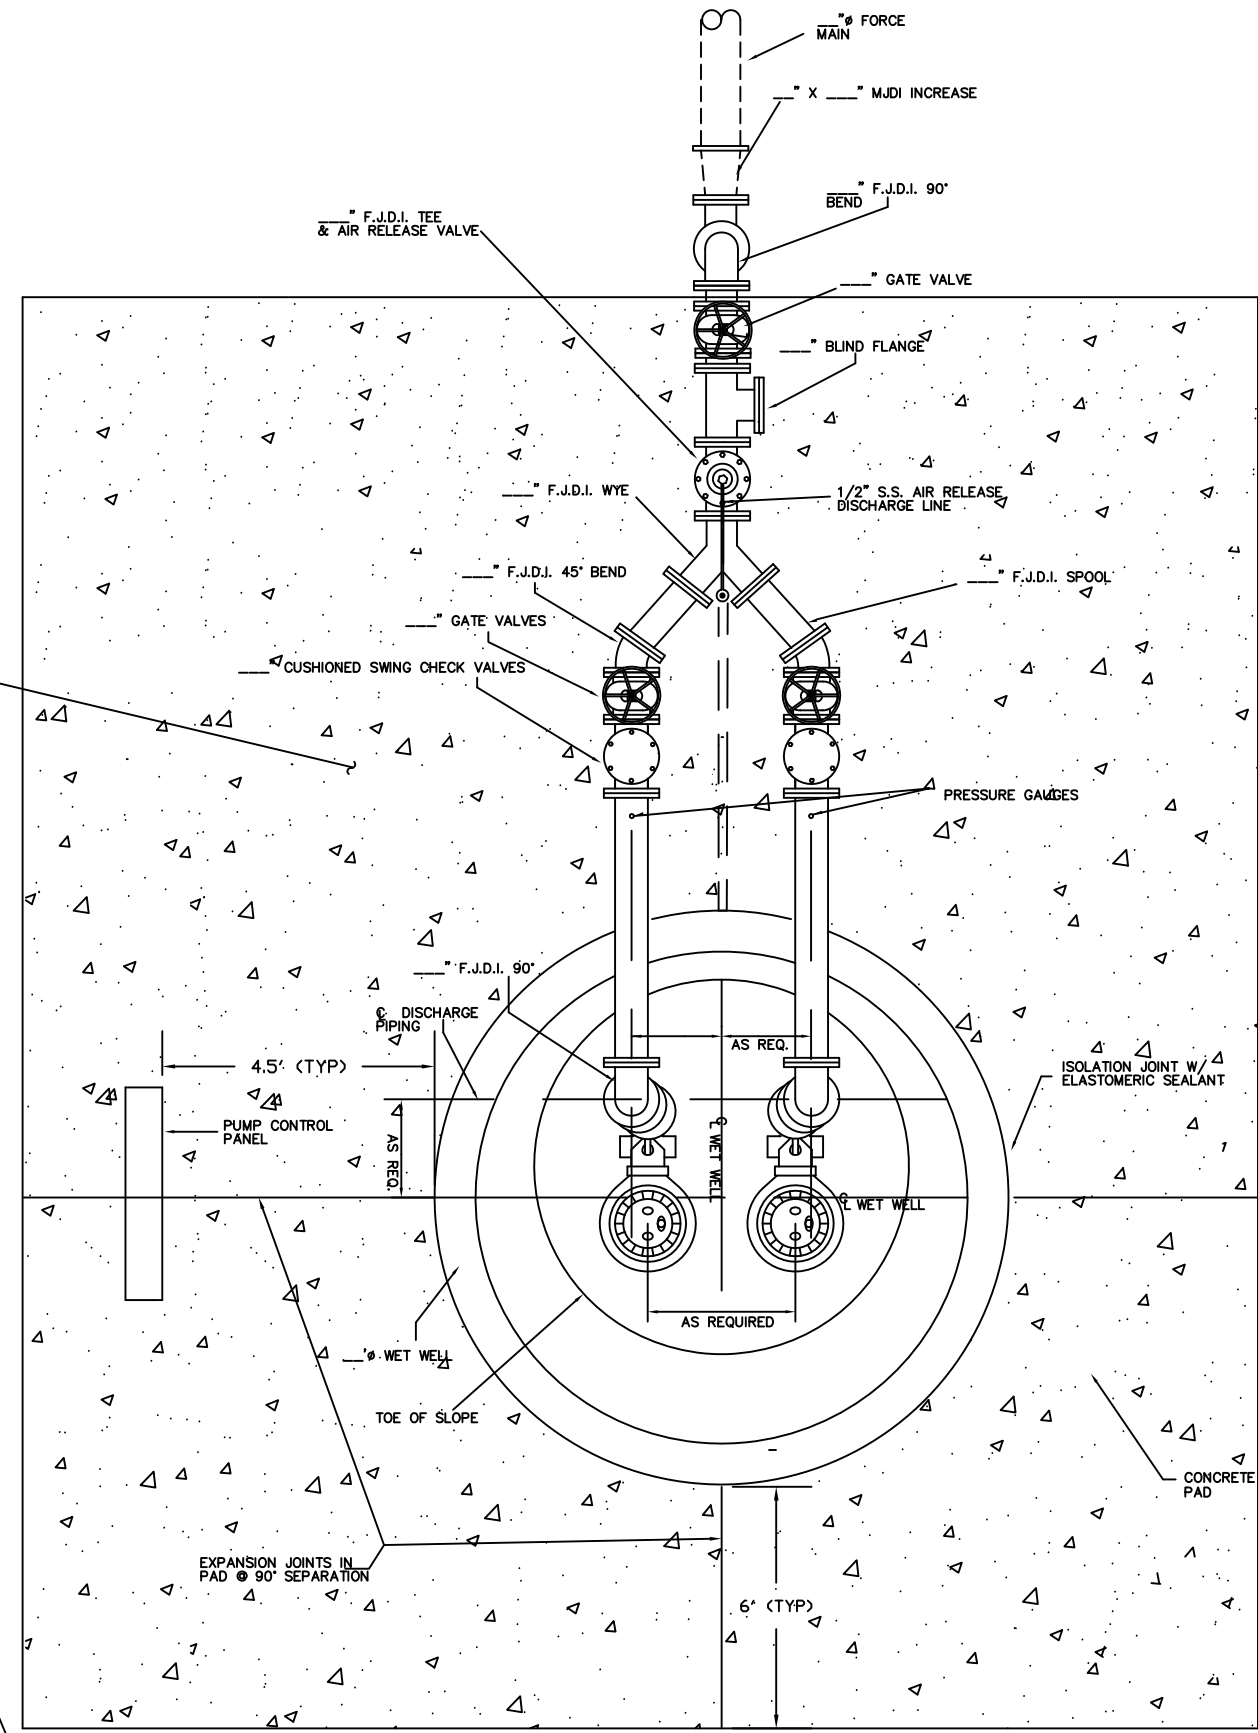 __"ø FORCE
MAIN
__" X ___" MJDI INCREASE
___" F.J.D.I. 90°
BEND
___" F.J.D.I. TEE
& AIR RELEASE VALVE
___" GATE VALVE
___" BLIND FLANGE
___" F.J.D.I. WYE
1/2" S.S. AIR RELEASE
DISCHARGE LINE
___" F.J.D.I. 45° BEND
___" F.J.D.I. SPOOL
___" GATE VALVES
___" CUSHIONED SWING CHECK VALVES
PRESSURE GAUGES
___" F.J.D.I. 90°
℄ DISCHARGE
PIPING
AS REQ.
4.5' (TYP)
ISOLATION JOINT W/
ELASTOMERIC SEALANT
PUMP CONTROL
PANEL
AS REQ.
℄ WET WELL
℄ WET WELL
AS REQUIRED
__'ø WET WELL
TOE OF SLOPE
CONCRETE
PAD
EXPANSION JOINTS IN
PAD @ 90° SEPARATION
6' (TYP)